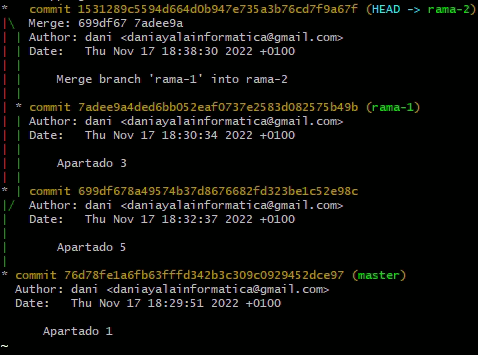 *   commit 1531289c5594d664d0b947e735a3b76cd7f9a67f (HEAD -> rama-2)
|\  Merge: 699df67 7adee9a
| | Author: dani <daniayalainformatica@gmail.com>
| | Date:   Thu Nov 17 18:38:30 2022 +0100
| |
| |     Merge branch 'rama-1' into rama-2
| |
| * commit 7adee9a4ded6bb052eaf0737e2583d082575b49b (rama-1)
| | Author: dani <daniayalainformatica@gmail.com>
| | Date:   Thu Nov 17 18:30:34 2022 +0100
| |
| |     Apartado 3
| |
* | commit 699df678a49574b37d8676682fd323be1c52e98c
|/  Author: dani <daniayalainformatica@gmail.com>
|   Date:   Thu Nov 17 18:32:37 2022 +0100
|
|       Apartado 5
|
* commit 76d78fe1a6fb63fffd342b3c309c0929452dce97 (master)
  Author: dani <daniayalainformatica@gmail.com>
  Date:   Thu Nov 17 18:29:51 2022 +0100

      Apartado 1
~